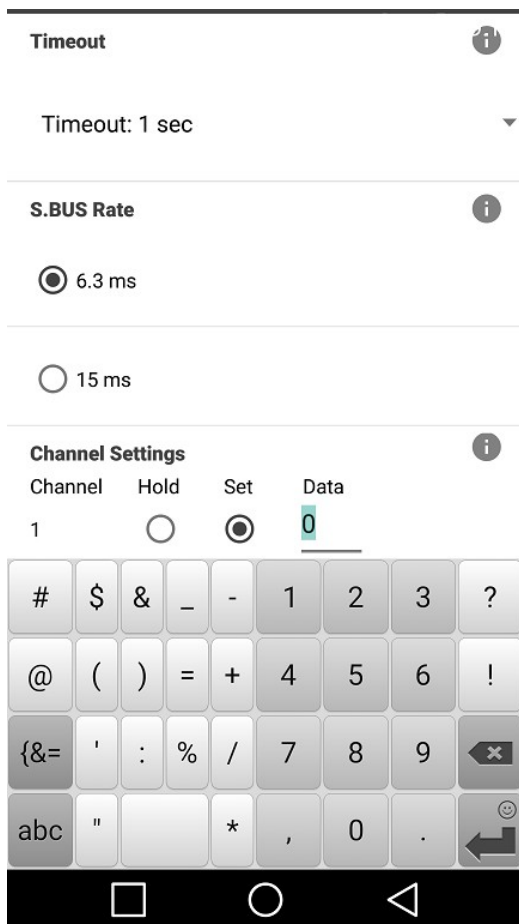 Timeout
Timeout: 1 sec
S.BUS Rate
6.3 ms
15 ms
Channel Settings
Channel Hold Set Data
1 0
# $ & _ - 1 2 3 ?
@ ( ) = + 4 5 6 !
{&= ' : % / 7 8 9
abc " * , 0 .